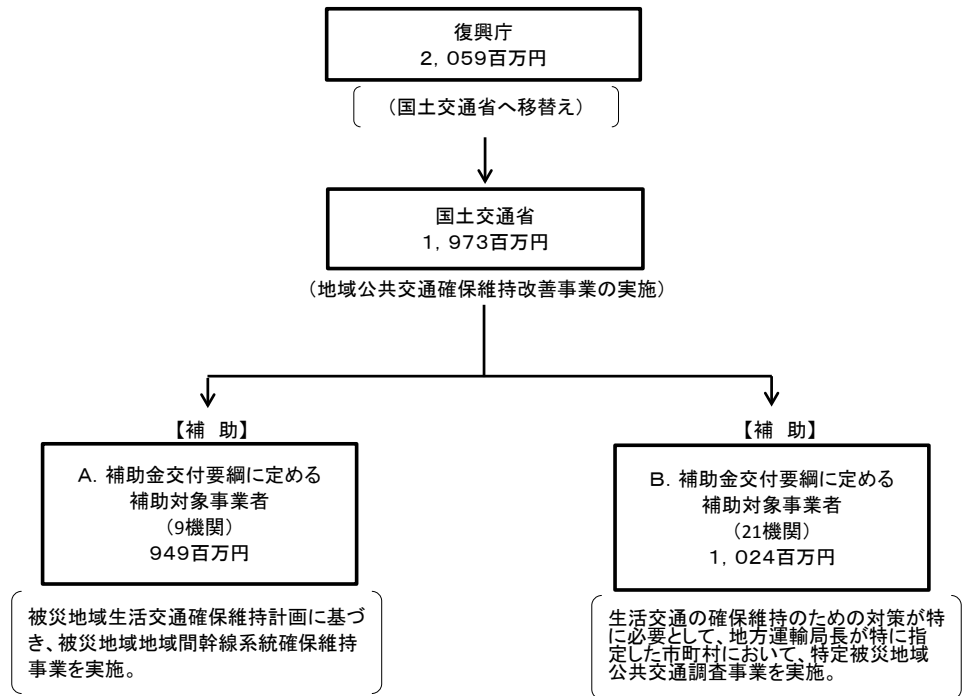 復興庁
2，059百万円
（国土交通省へ移替え）
国土交通省
1，973百万円
（地域公共交通確保維持改善事業の実施）
【補　助】
A．補助金交付要綱に定める
補助対象事業者
（9機関）
949百万円
被災地域生活交通確保維持計画に基づ
き、被災地域地域間幹線系統確保維持
事業を実施。
【補　助】
B．補助金交付要綱に定める
補助対象事業者
（21機関）
1，024百万円
生活交通の確保維持のための対策が特
に必要として、地方運輸局長が特に指
定した市町村において、特定被災地域
公共交通調査事業を実施。